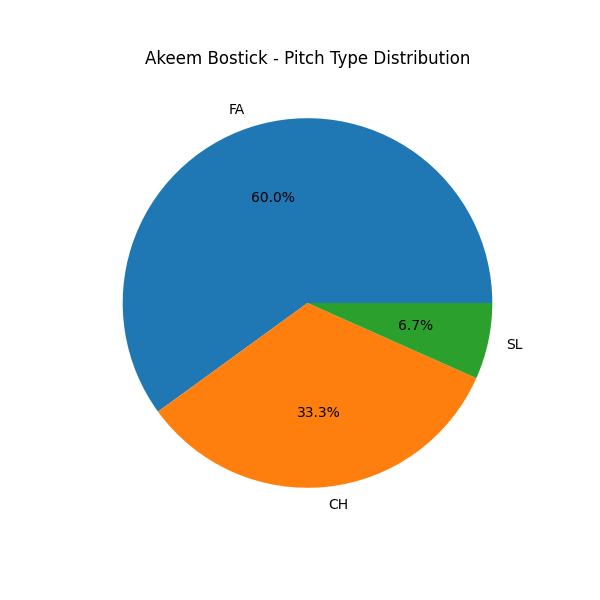 Akeem Bostick - Pitch Type Distribution
FA
60.0%
6.7%
SL
33.3%
CH